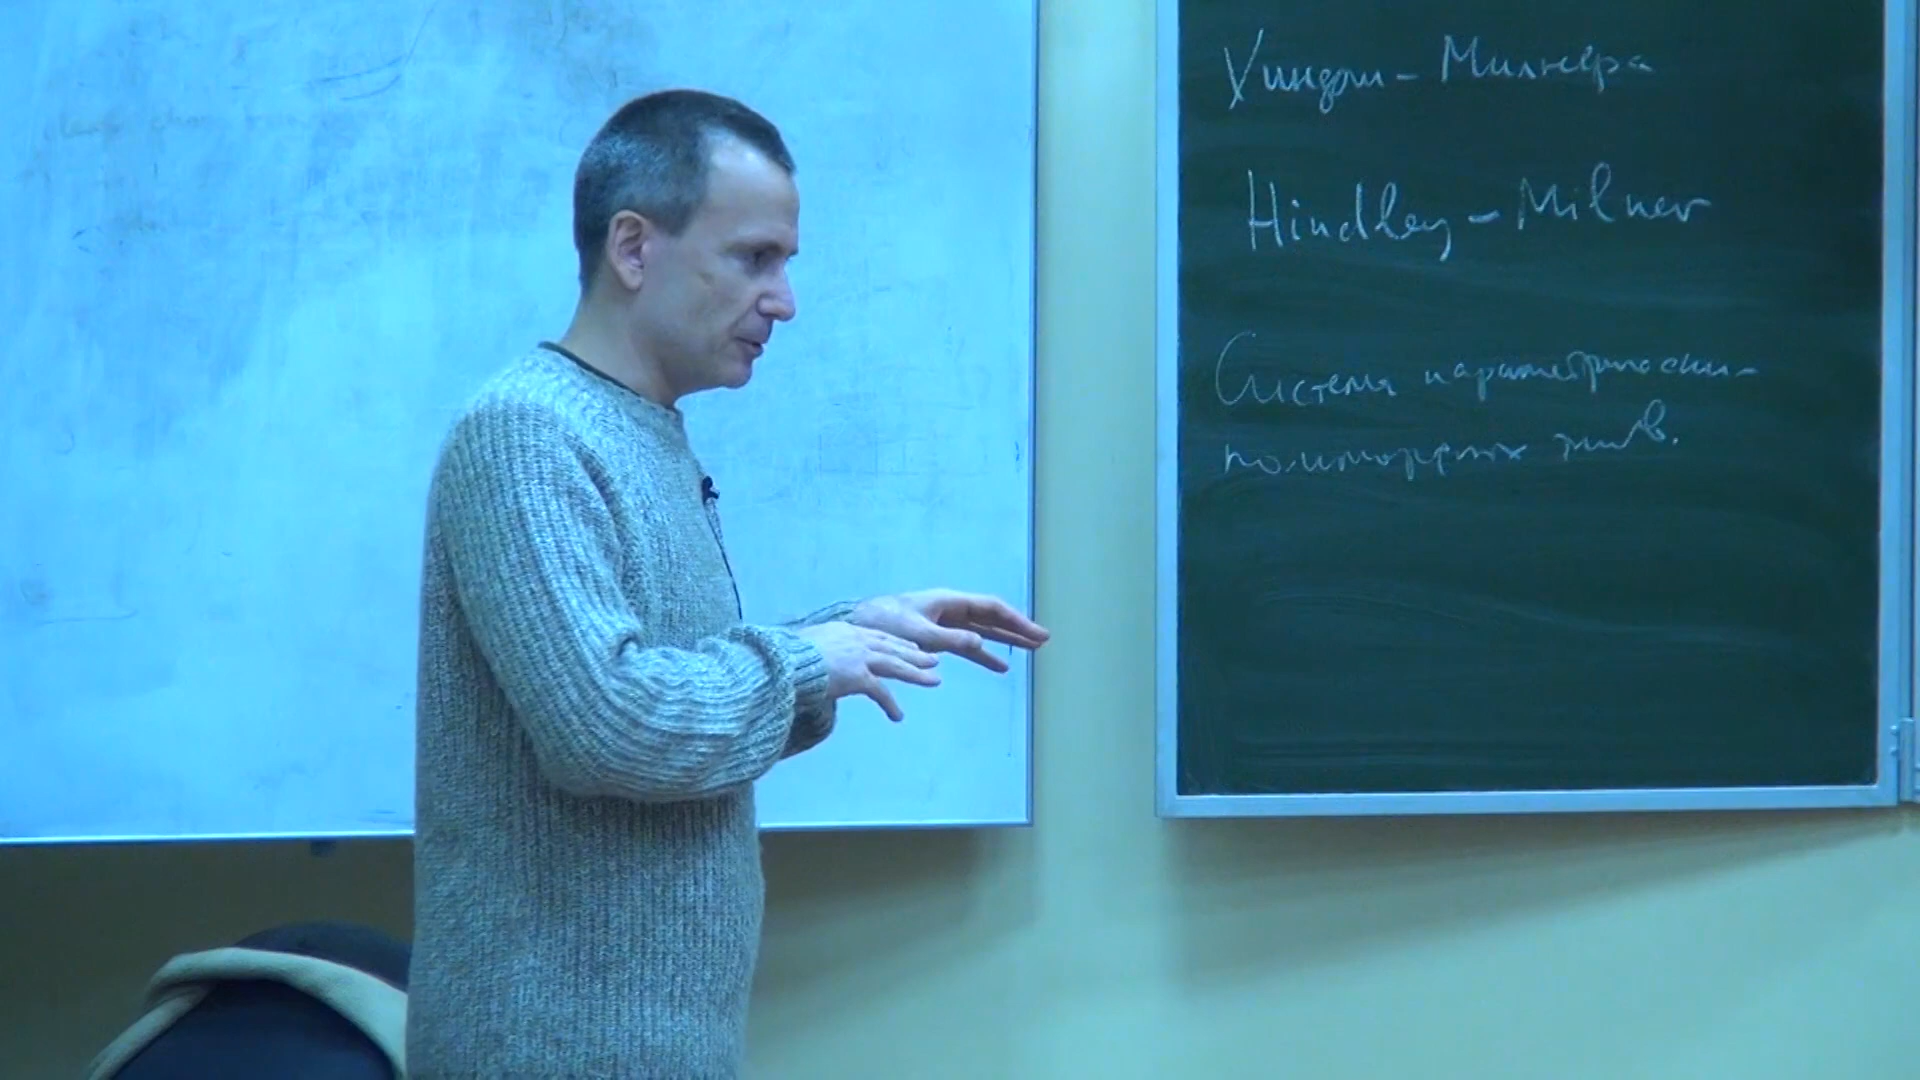 Хиндли - Милнера
Hindley - Milner
Система параметрически-
полиморфных типов.